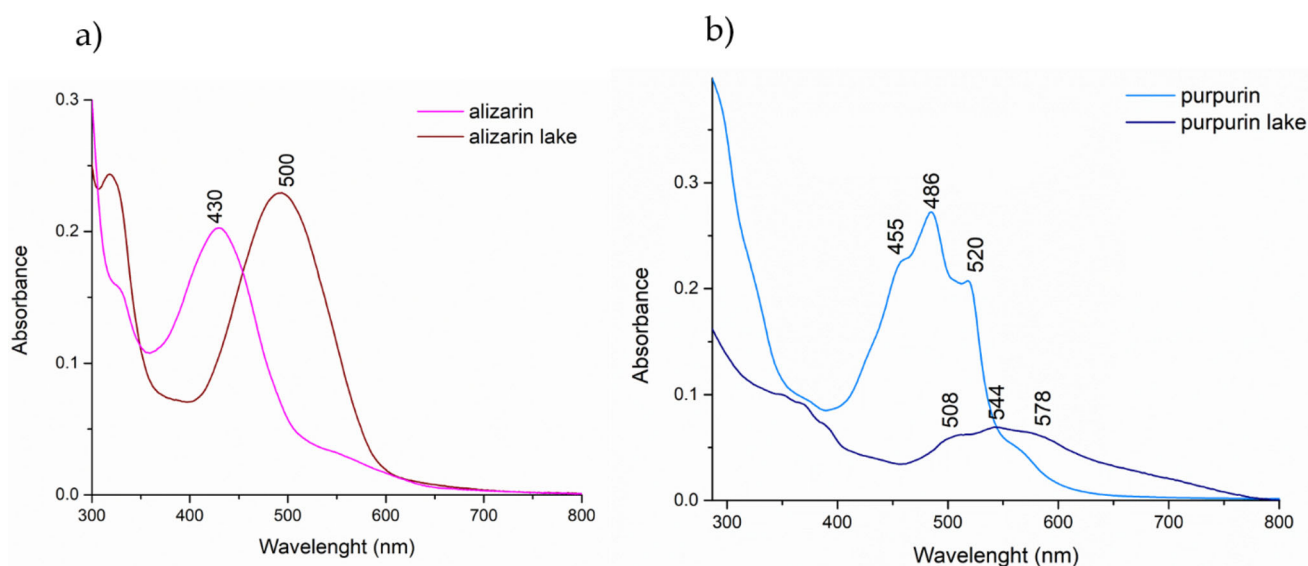 a)
0.3
0.2
0.1
0.0
Absorbance
alizarin
alizarin lake
430
500
300
400
500
600
700
800
Wavelenght (nm)
b)
0.3
0.2
0.1
0.0
Absorbance
purpurin
purpurin lake
455
486
520
508
544
578
300
400
500
600
700
800
Wavelenght (nm)